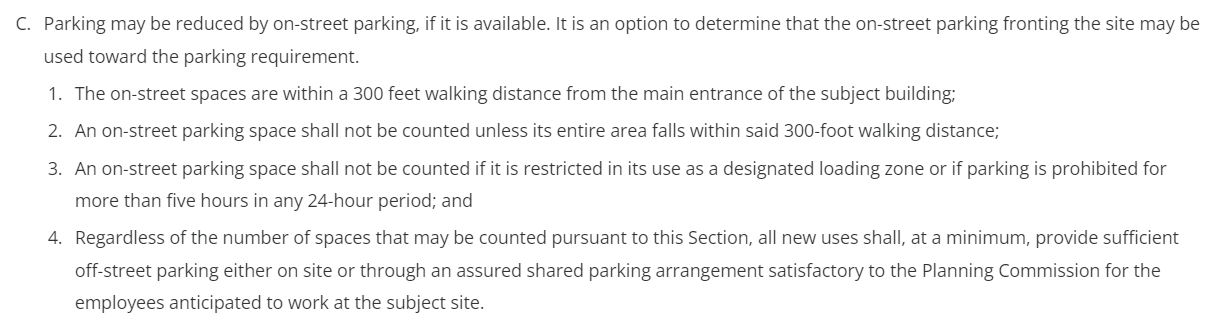 C. Parking may be reduced by on-street parking, if it is available. It is an option to determine that the on-street parking fronting the site may be
used toward the parking requirement.
1. The on-street spaces are within a 300 feet walking distance from the main entrance of the subject building;
2. An on-street parking space shall not be counted unless its entire area falls within said 300-foot walking distance;
3. An on-street parking space shall not be counted if it is restricted in its use as a designated loading zone or if parking is prohibited for
more than five hours in any 24-hour period; and
4. Regardless of the number of spaces that may be counted pursuant to this Section, all new uses shall, at a minimum, provide sufficient
off-street parking either on site or through an assured shared parking arrangement satisfactory to the Planning Commission for the
employees anticipated to work at the subject site.